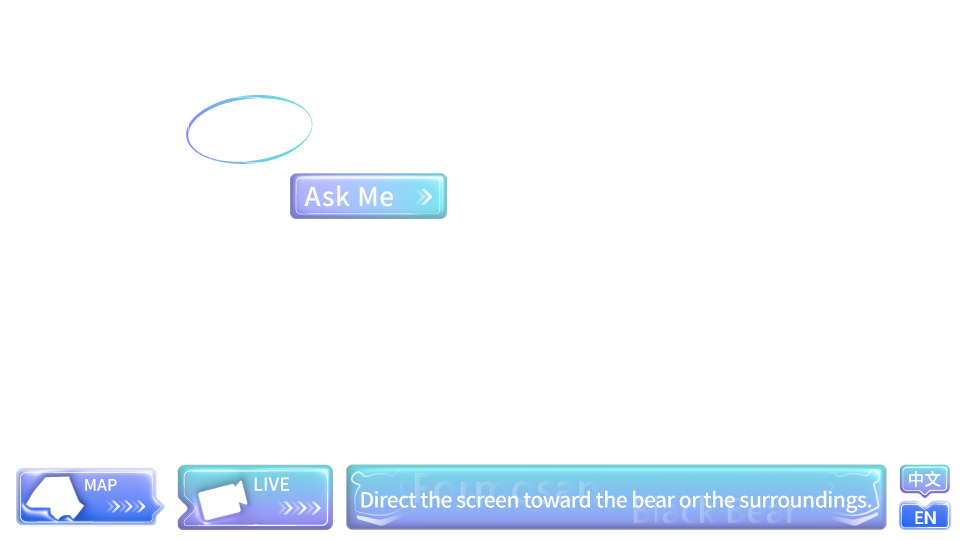 Ask Me
MAP
LIVE
Formosan
Direct the screen toward the bear or the surroundings.
Black Bear
中文
EN